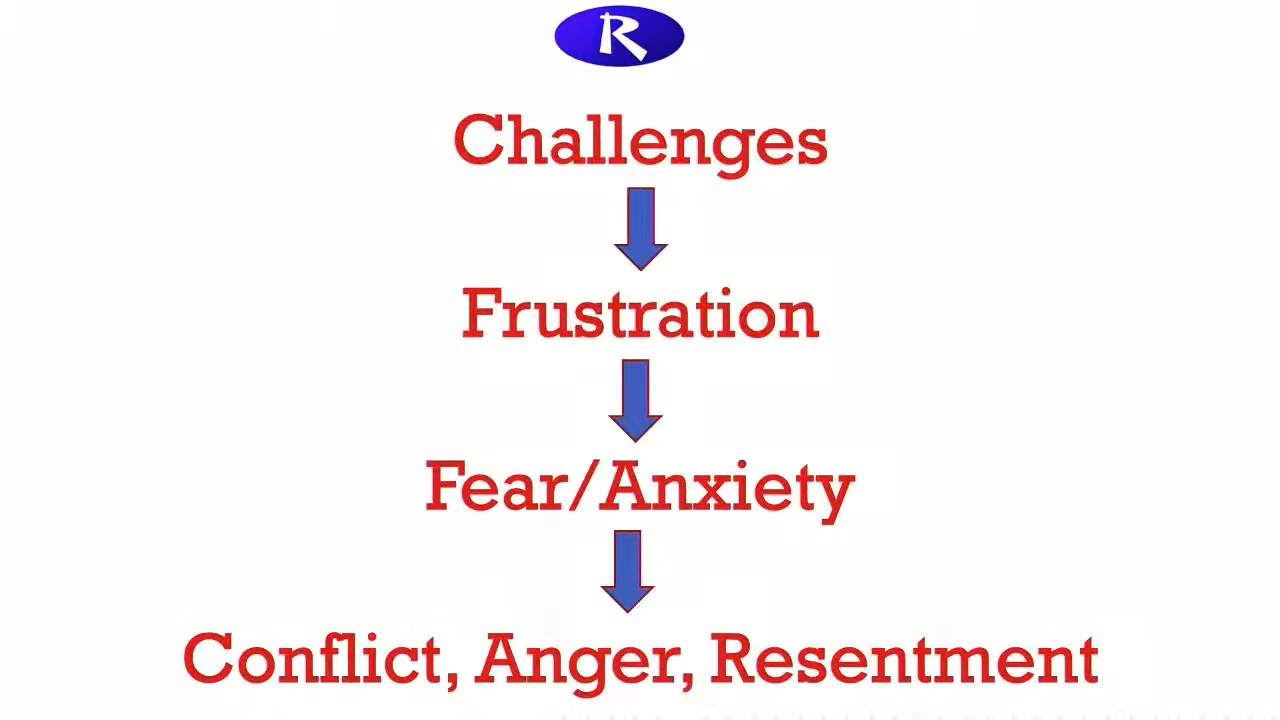 R
Challenges
Frustration
Fear/Anxiety
Conflict, Anger, Resentment